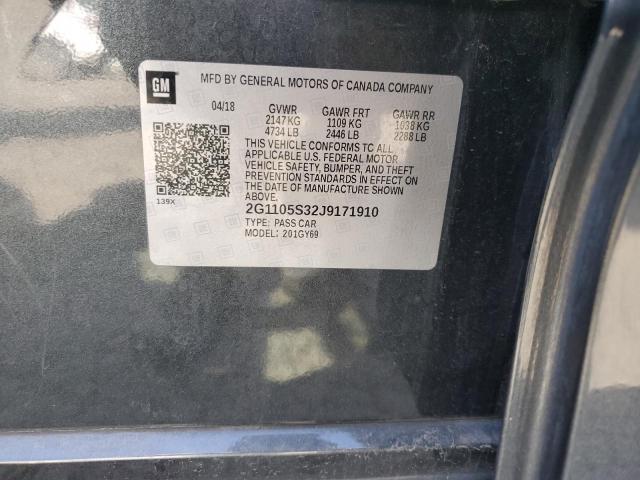 GM
MFD BY GENERAL MOTORS OF CANADA COMPANY
04/18 GVWR GAWR FRT GAWR RR
2147 KG 1109 KG 1038 KG
4734 LB 2446 LB 2288 LB
THIS VEHICLE CONFORMS TO ALL
APPLICABLE U.S. FEDERAL MOTOR
VEHICLE SAFETY, BUMPER, AND THEFT
PREVENTION STANDARDS IN EFFECT ON
THE DATE OF MANUFACTURE SHOWN
ABOVE.
139X
2G1105S32J9171910
TYPE: PASS CAR
MODEL: 201GY69